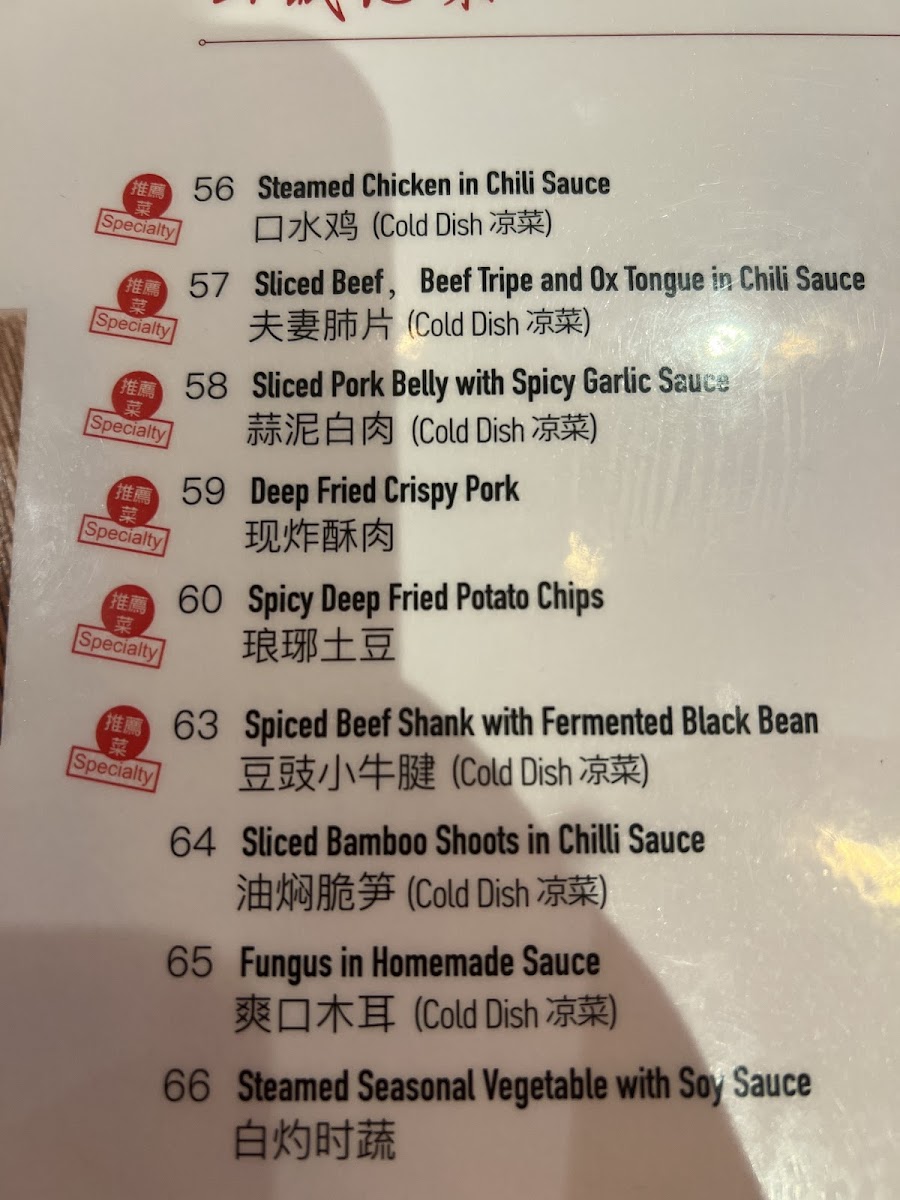 推薦
菜
Specialty
56 Steamed Chicken in Chili Sauce
口水鸡 (Cold Dish 凉菜)
推薦
菜
Specialty
57 Sliced Beef， Beef Tripe and Ox Tongue in Chili Sauce
夫妻肺片 (Cold Dish 凉菜)
推薦
菜
Specialty
58 Sliced Pork Belly with Spicy Garlic Sauce
蒜泥白肉 (Cold Dish 凉菜)
推薦
菜
Specialty
59 Deep Fried Crispy Pork
现炸酥肉
推薦
菜
Specialty
60 Spicy Deep Fried Potato Chips
琅琊土豆
推薦
菜
Specialty
63 Spiced Beef Shank with Fermented Black Bean
豆豉小牛腱 (Cold Dish 凉菜)
64 Sliced Bamboo Shoots in Chilli Sauce
油焖脆笋 (Cold Dish 凉菜)
65 Fungus in Homemade Sauce
爽口木耳 (Cold Dish 凉菜)
66 Steamed Seasonal Vegetable with Soy Sauce
白灼时蔬